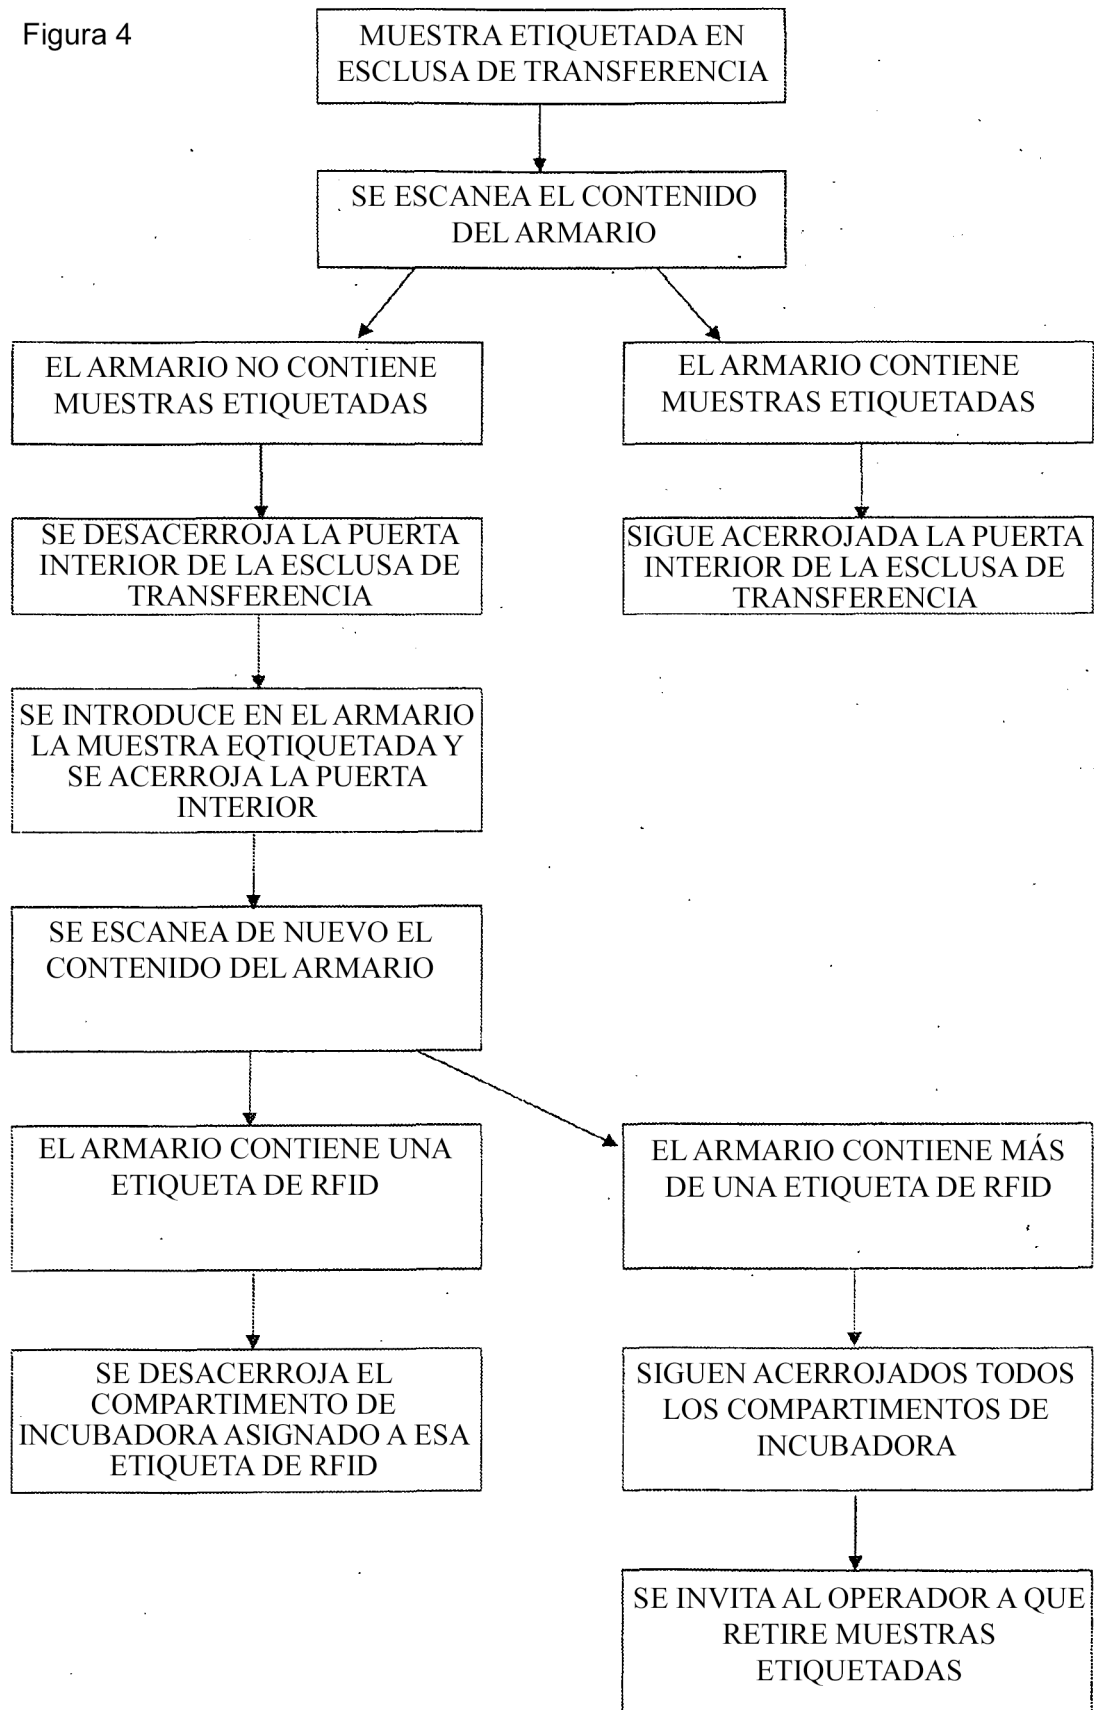 Figura 4
MUESTRA ETIQUETADA EN
ESCLUSA DE TRANSFERENCIA
SE ESCANEA EL CONTENIDO
DEL ARMARIO
EL ARMARIO NO CONTIENE
MUESTRAS ETIQUETADAS
EL ARMARIO CONTIENE
MUESTRAS ETIQUETADAS
SE DESACERROJA LA PUERTA
INTERIOR DE LA ESCLUSA DE
TRANSFERENCIA
SIGUE ACERROJADA LA PUERTA
INTERIOR DE LA ESCLUSA DE
TRANSFERENCIA
SE INTRODUCE EN EL ARMARIO
LA MUESTRA EQTIQUETADA Y
SE ACERROJA LA PUERTA
INTERIOR
SE ESCANEA DE NUEVO EL
CONTENIDO DEL ARMARIO
EL ARMARIO CONTIENE UNA
ETIQUETA DE RFID
EL ARMARIO CONTIENE MÁS
DE UNA ETIQUETA DE RFID
SE DESACERROJA EL
COMPARTIMENTO DE
INCUBADORA ASIGNADO A ESA
ETIQUETA DE RFID
SIGUEN ACERROJADOS TODOS
LOS COMPARTIMENTOS DE
INCUBADORA
SE INVITA AL OPERADOR A QUE
RETIRE MUESTRAS
ETIQUETADAS